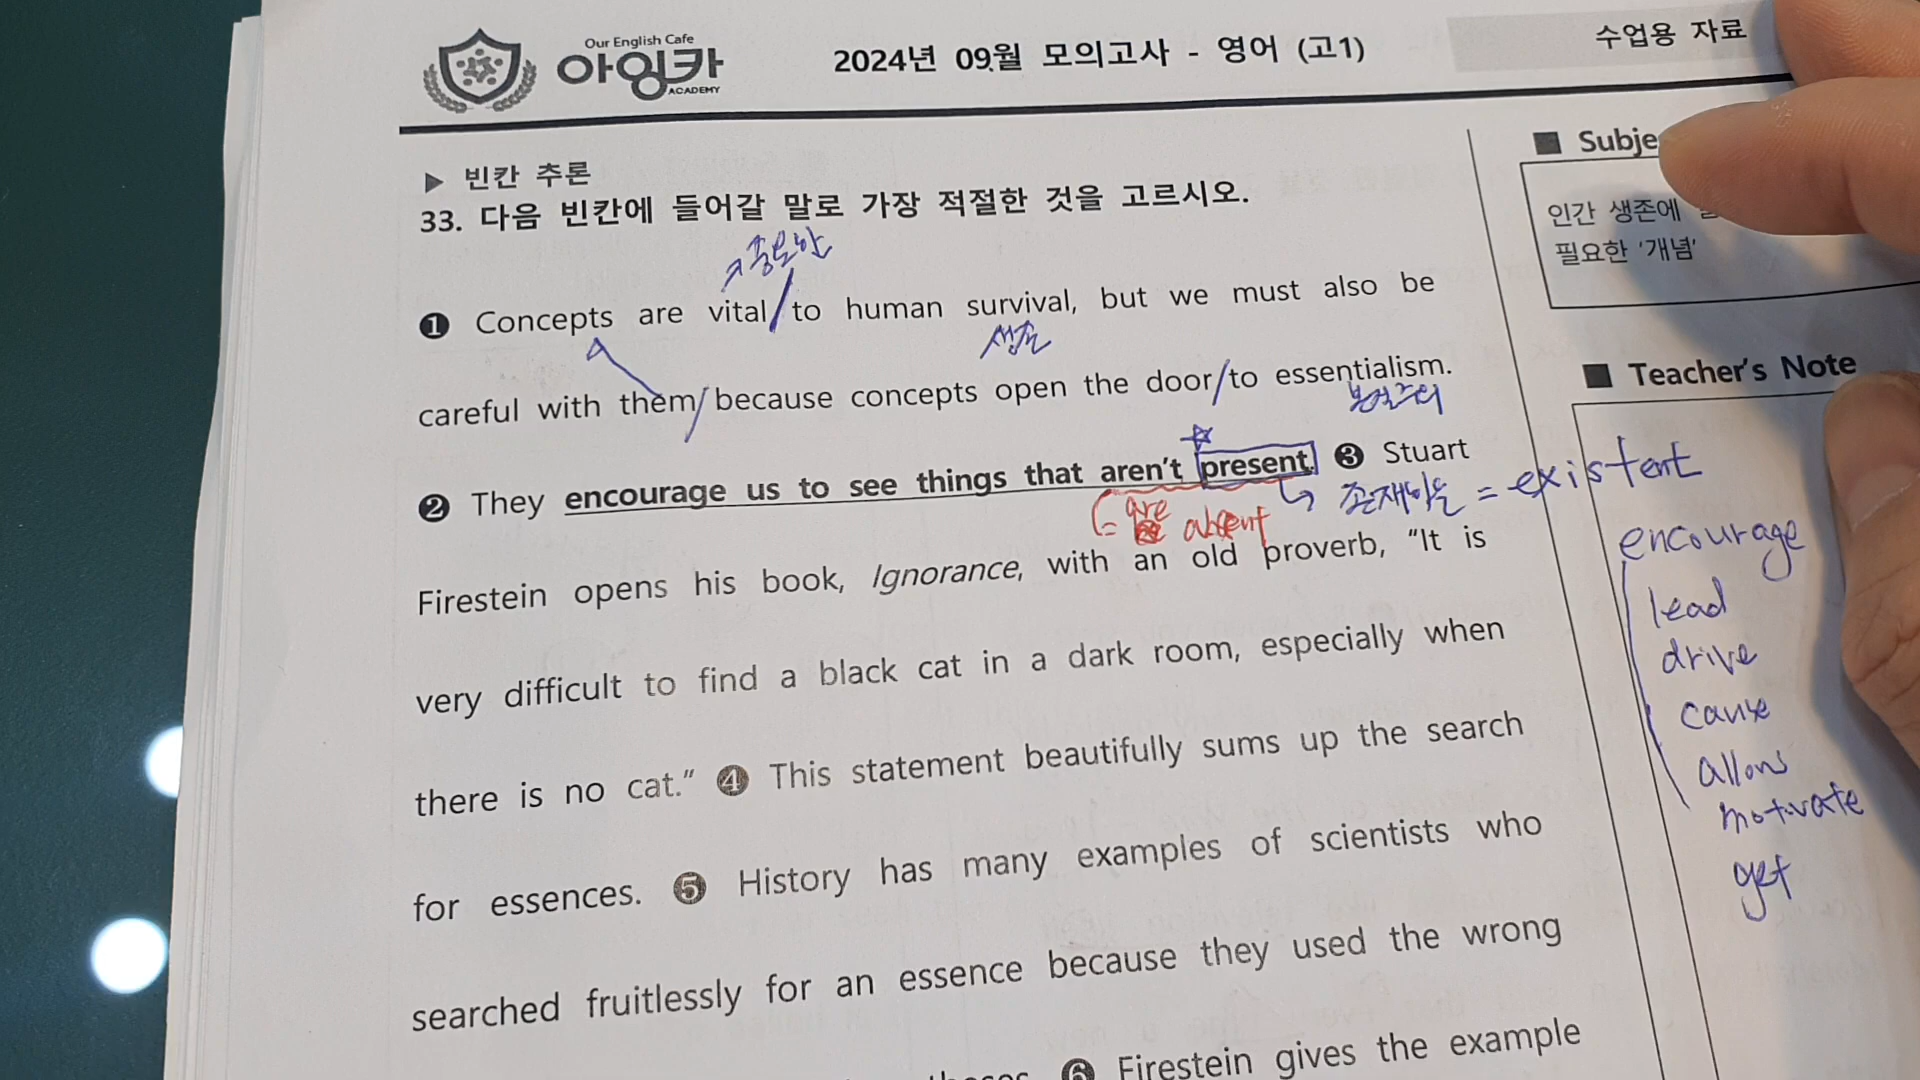 Our English Cafe
아잉카
ACADEMY
2024년 09월 모의고사 - 영어 (고1)
수업용 자료
▶ 빈칸 추론
33. 다음 빈칸에 들어갈 말로 가장 적절한 것을 고르시오.
중요한
❶ Concepts are vital/to human survival, but we must also be
생존
careful with them/because concepts open the door/to essentialism.
본질주의
❷ They encourage us to see things that aren't present. ❸ Stuart
존재하는 = existent
= are absent
Firestein opens his book, Ignorance, with an old proverb, "It is
very difficult to find a black cat in a dark room, especially when
there is no cat." ❹ This statement beautifully sums up the search
for essences. ❺ History has many examples of scientists who
searched fruitlessly for an essence because they used the wrong
❻ Firestein gives the example
■ Subje
인간 생존에
필요한 '개념'
■ Teacher's Note
encourage
lead
drive
cause
allows
motivate
get